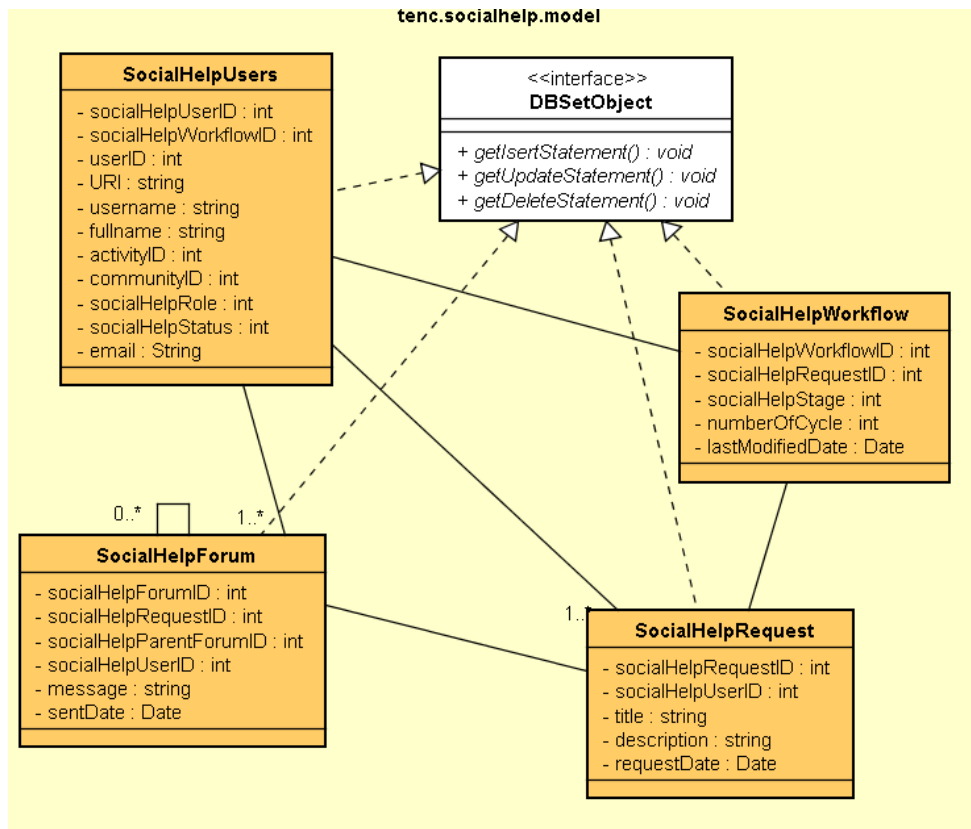 tenc.socialhelp.model
SocialHelpUsers
- socialHelpUserID : int
- socialHelpWorkflowID : int
- userID : int
- URI : string
- username : string
- fullname : string
- activityID : int
- communityID : int
- socialHelpRole : int
- socialHelpStatus : int
- email : String
<<interface>>
DBSetObject
+ getIsertStatement() : void
+ getUpdateStatement() : void
+ getDeleteStatement() : void
SocialHelpWorkflow
- socialHelpWorkflowID : int
- socialHelpRequestID : int
- socialHelpStage : int
- numberOfCycle : int
- lastModifiedDate : Date
0..*
1..*
SocialHelpForum
- socialHelpForumID : int
- socialHelpRequestID : int
- socialHelpParentForumID : int
- socialHelpUserID : int
- message : string
- sentDate : Date
1..*
SocialHelpRequest
- socialHelpRequestID : int
- socialHelpUserID : int
- title : string
- description : string
- requestDate : Date